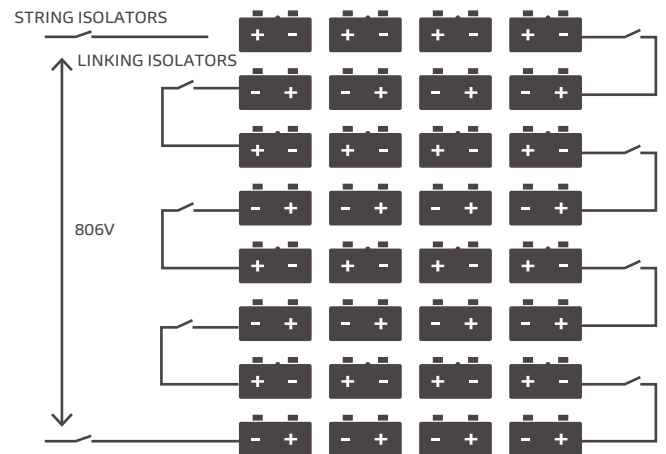 STRING ISOLATORS
+ - + - + - + -
LINKING ISOLATORS
- + - + - + - +
+ - + - + - + -
- + - + - + - +
806V
+ - + - + - + -
- + - + - + - +
+ - + - + - + -
- + - + - + - +